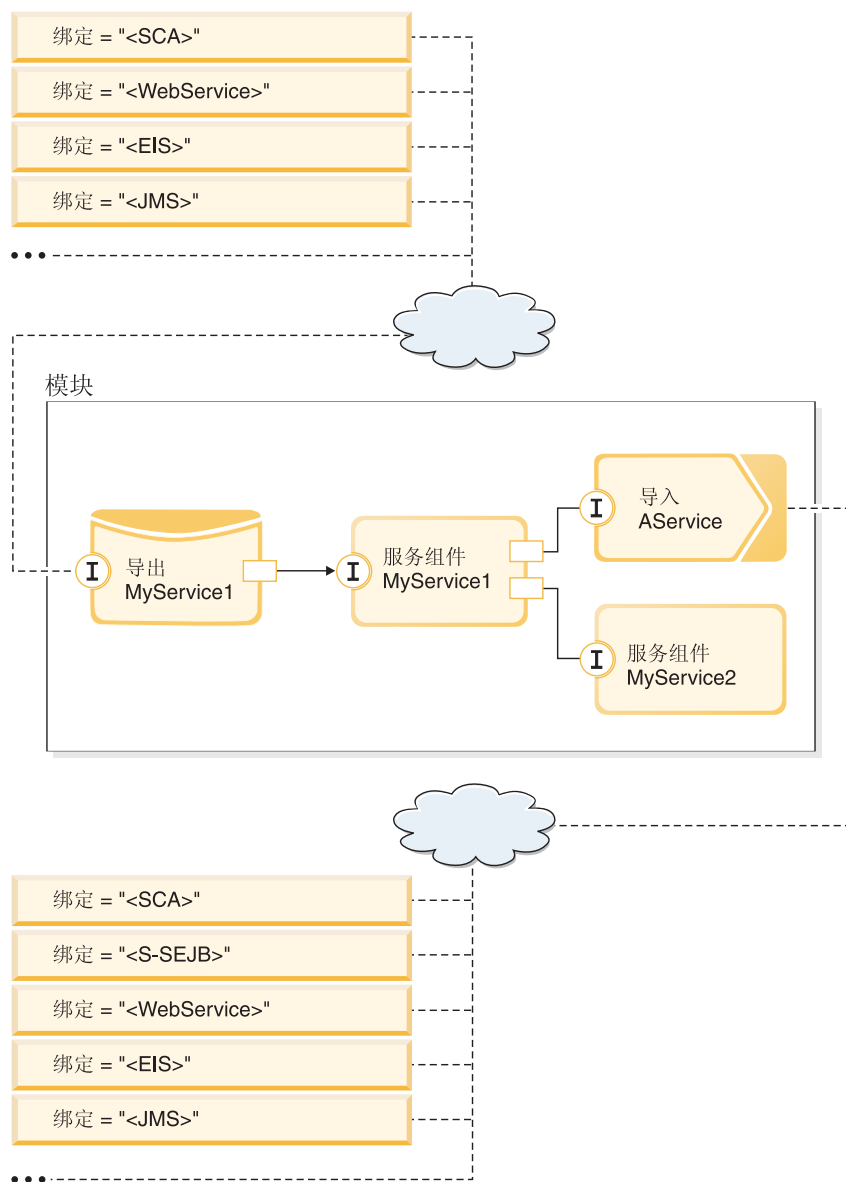 绑定 = "<SCA>"
绑定 = "<WebService>"
绑定 = "<EIS>"
绑定 = "<JMS>"
模块
导出
MyService1
服务组件
MyService1
导入
AService
服务组件
MyService2
绑定 = "<SCA>"
绑定 = "<S-SEJB>"
绑定 = "<WebService>"
绑定 = "<EIS>"
绑定 = "<JMS>"